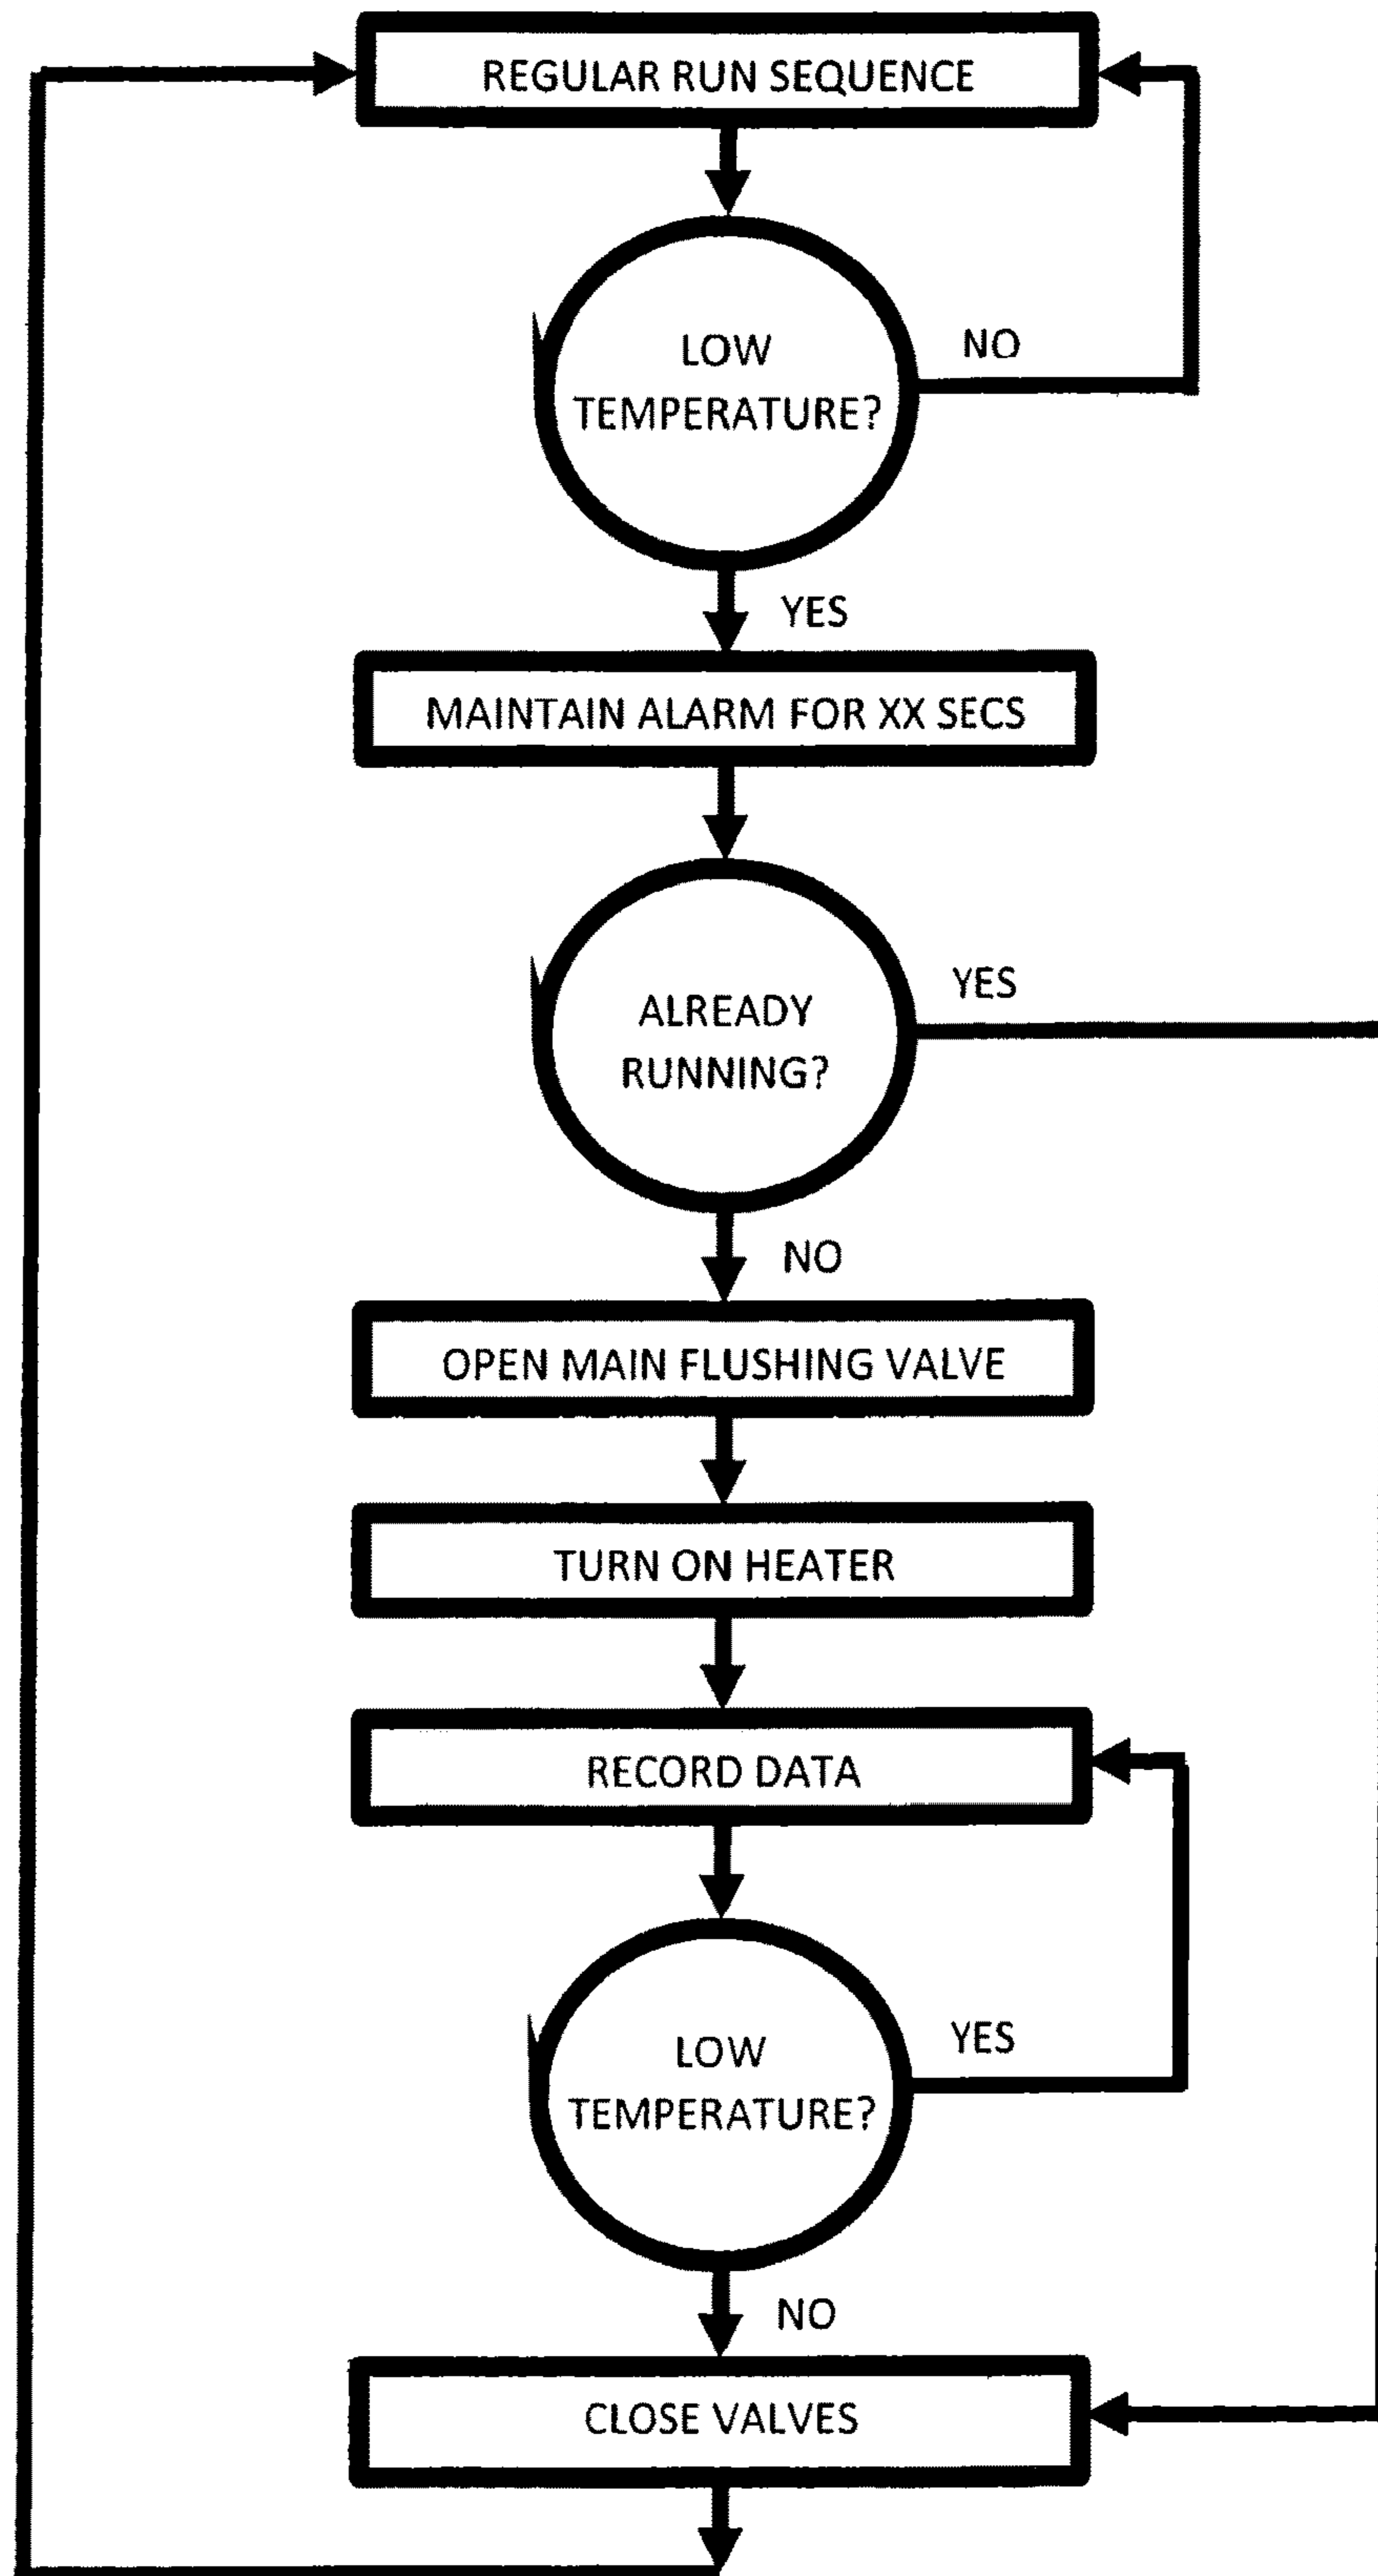 REGULAR RUN SEQUENCE
LOW
TEMPERATURE?
NO
YES
MAINTAIN ALARM FOR XX SECS
ALREADY
RUNNING?
YES
NO
OPEN MAIN FLUSHING VALVE
TURN ON HEATER
RECORD DATA
LOW
TEMPERATURE?
YES
NO
CLOSE VALVES